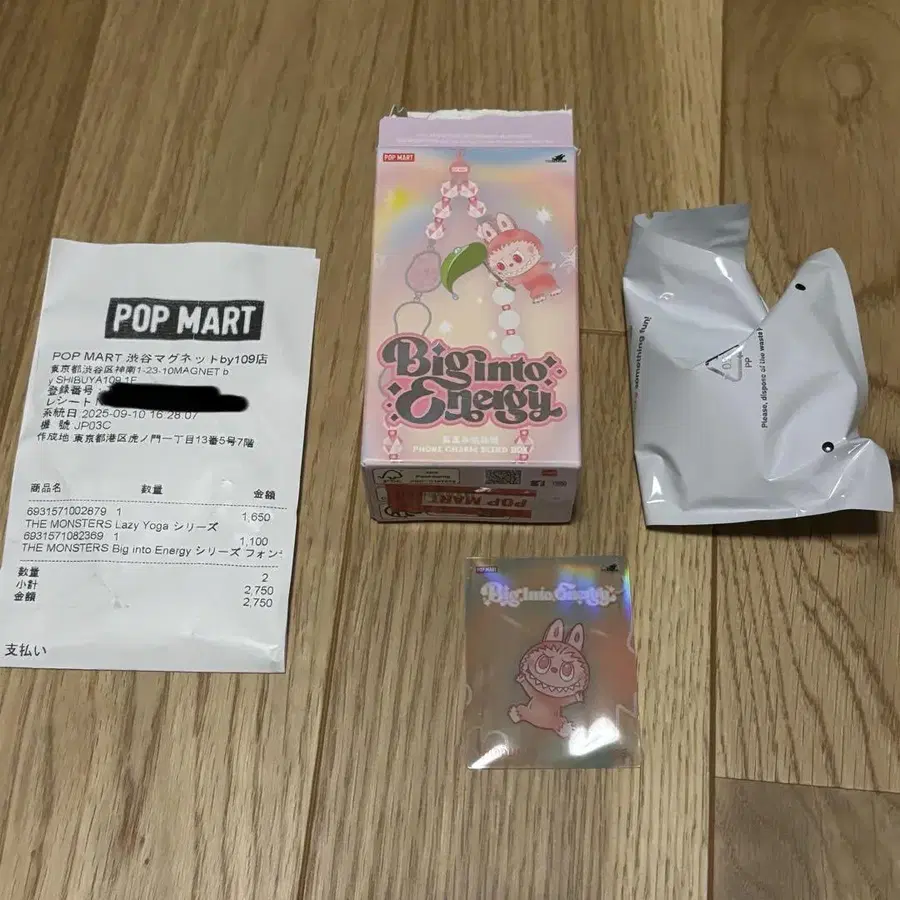 POP MART
POP MART 渋谷マグネットby109店
東京都渋谷区神南1-23-10MAGNET b
y SHIBUYA109 1F
登録番号:
レシート
系統日:2025-09-10 16:28:07
機 號 JP03C
作成地 東京都港区虎ノ門一丁目13番5号7階
商品名 数量 金額
6931571002879 1 1,650
THE MONSTERS Lazy Yoga シリーズ
6931571082369 1 1,100
THE MONSTERS Big into Energy シリーズ フォン
数量 2
小計 2,750
金額 2,750
支払い
POP MART
Big into
Energy
PHONE CHARM BLIND BOX
POP MART
POP MART
Big into Energy
something fun!
PP
Please, dispose of the waste